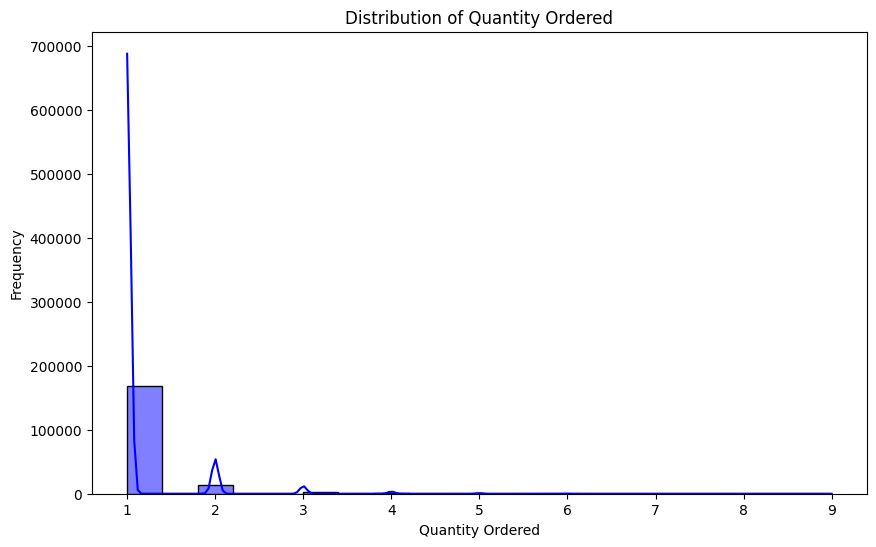 Distribution of Quantity Ordered
700000
600000
500000
400000
300000
200000
100000
0
Frequency
1 2 3 4 5 6 7 8 9
Quantity Ordered